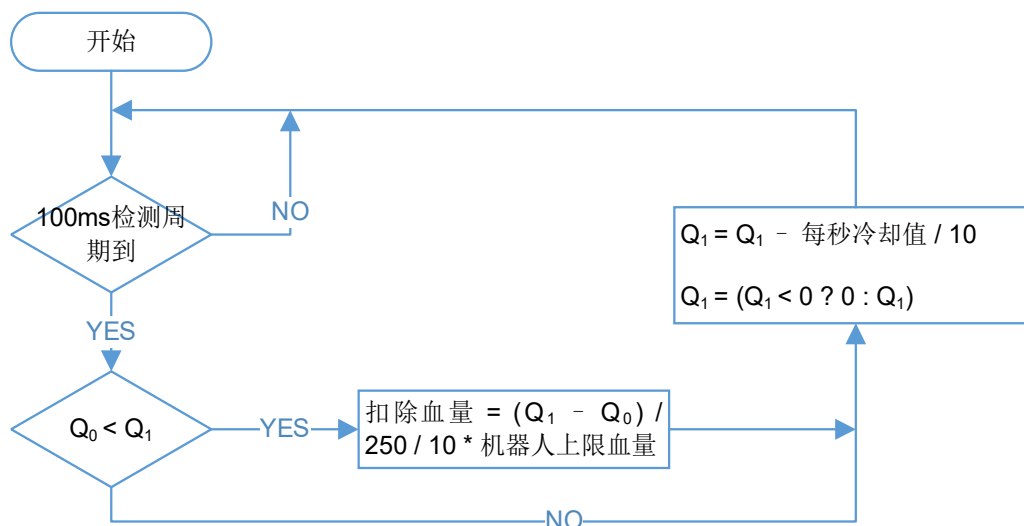 开始
100ms检测周
期到
NO
Q₁ = Q₁ - 每秒冷却值 / 10
Q₁ = (Q₁ < 0 ? 0 : Q₁)
YES
Q₀ < Q₁
YES
扣除血量 = (Q₁ - Q₀) /
250 / 10 * 机器人上限血量
NO